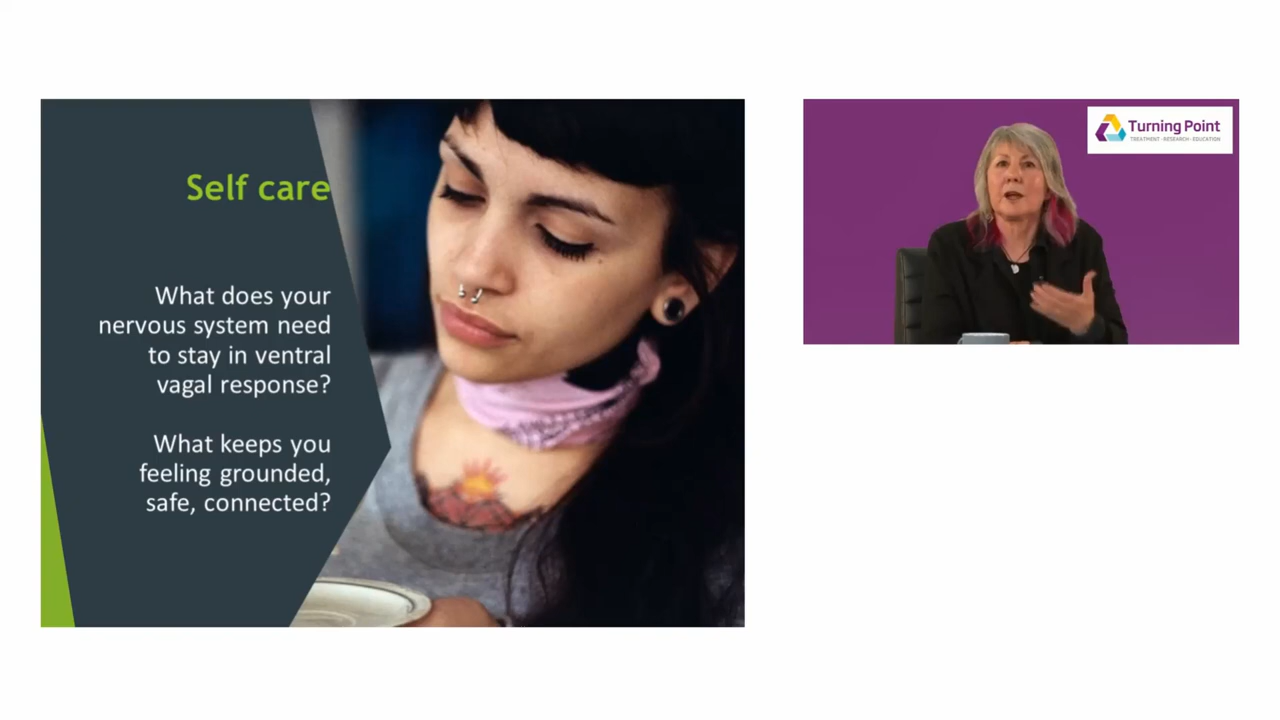 Self care
What does your
nervous system need
to stay in ventral
vagal response?
What keeps you
feeling grounded,
safe, connected?
Turning Point
TREATMENT · RESEARCH · EDUCATION